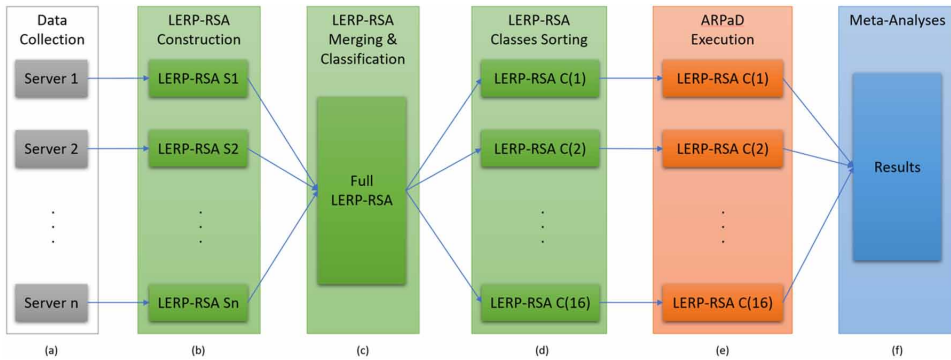 Data
Collection
Server 1
Server 2
.
.
.
Server n
(a)
LERP-RSA
Construction
LERP-RSA S1
LERP-RSA S2
.
.
.
LERP-RSA Sn
(b)
LERP-RSA
Merging &
Classification
Full
LERP-RSA
(c)
LERP-RSA
Classes Sorting
LERP-RSA C(1)
LERP-RSA C(2)
.
.
.
LERP-RSA C(16)
(d)
ARPaD
Execution
LERP-RSA C(1)
LERP-RSA C(2)
.
.
.
LERP-RSA C(16)
(e)
Meta-Analyses
Results
(f)